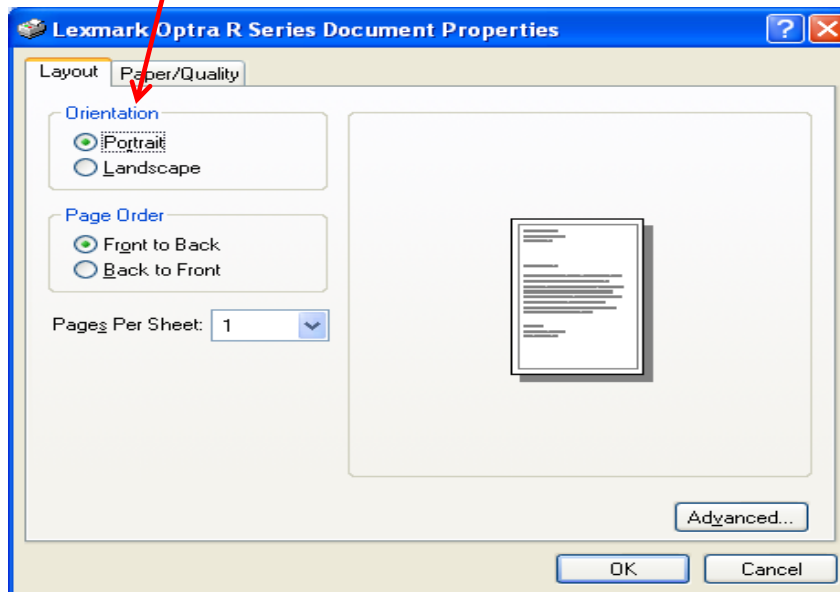 Lexmark Optra R Series Document Properties
Layout Paper/Quality
Orientation
Portrait
Landscape
Page Order
Front to Back
Back to Front
Pages Per Sheet: 1
Advanced...
OK Cancel